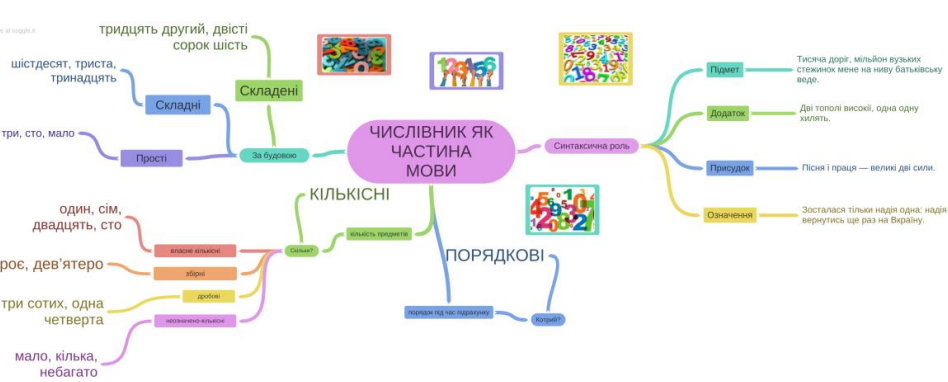 тридцять другий, двісті
сорок шість
шістдесят, триста,
тринадцять
три, сто, мало
Складені
Складні
Прості
За будовою
ЧИСЛІВНИК ЯК
ЧАСТИНА
МОВИ
Синтаксична роль
Підмет
Тисяча доріг, мільйон вузьких
стежинок мене на ниву батьківську
веде.
Додаток
Дві тополі високії, одна одну
хилять.
Присудок
Пісня і праця — великі дві сили.
Означення
Зосталася тільки надія одна: надія
вернутись ще раз на Вкраїну.
КІЛЬКІСНІ
кількість предметів
Скільки?
власне кількісні
один, сім,
двадцять, сто
збірні
роє, дев'ятеро
дробові
три сотих, одна
четверта
неозначено-кількісні
мало, кілька,
небагато
ПОРЯДКОВІ
порядок під час підрахунку
Котрий?